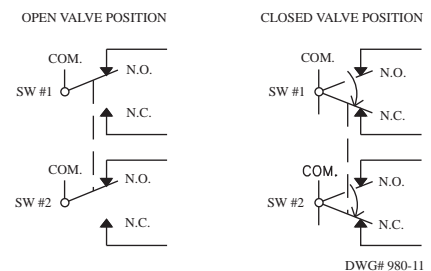 OPEN VALVE POSITION
COM.
N.O.
SW #1
N.C.
COM.
N.O.
SW #2
N.C.
CLOSED VALVE POSITION
COM.
N.O.
SW #1
N.C.
COM.
N.O.
SW #2
N.C.
DWG# 980-11